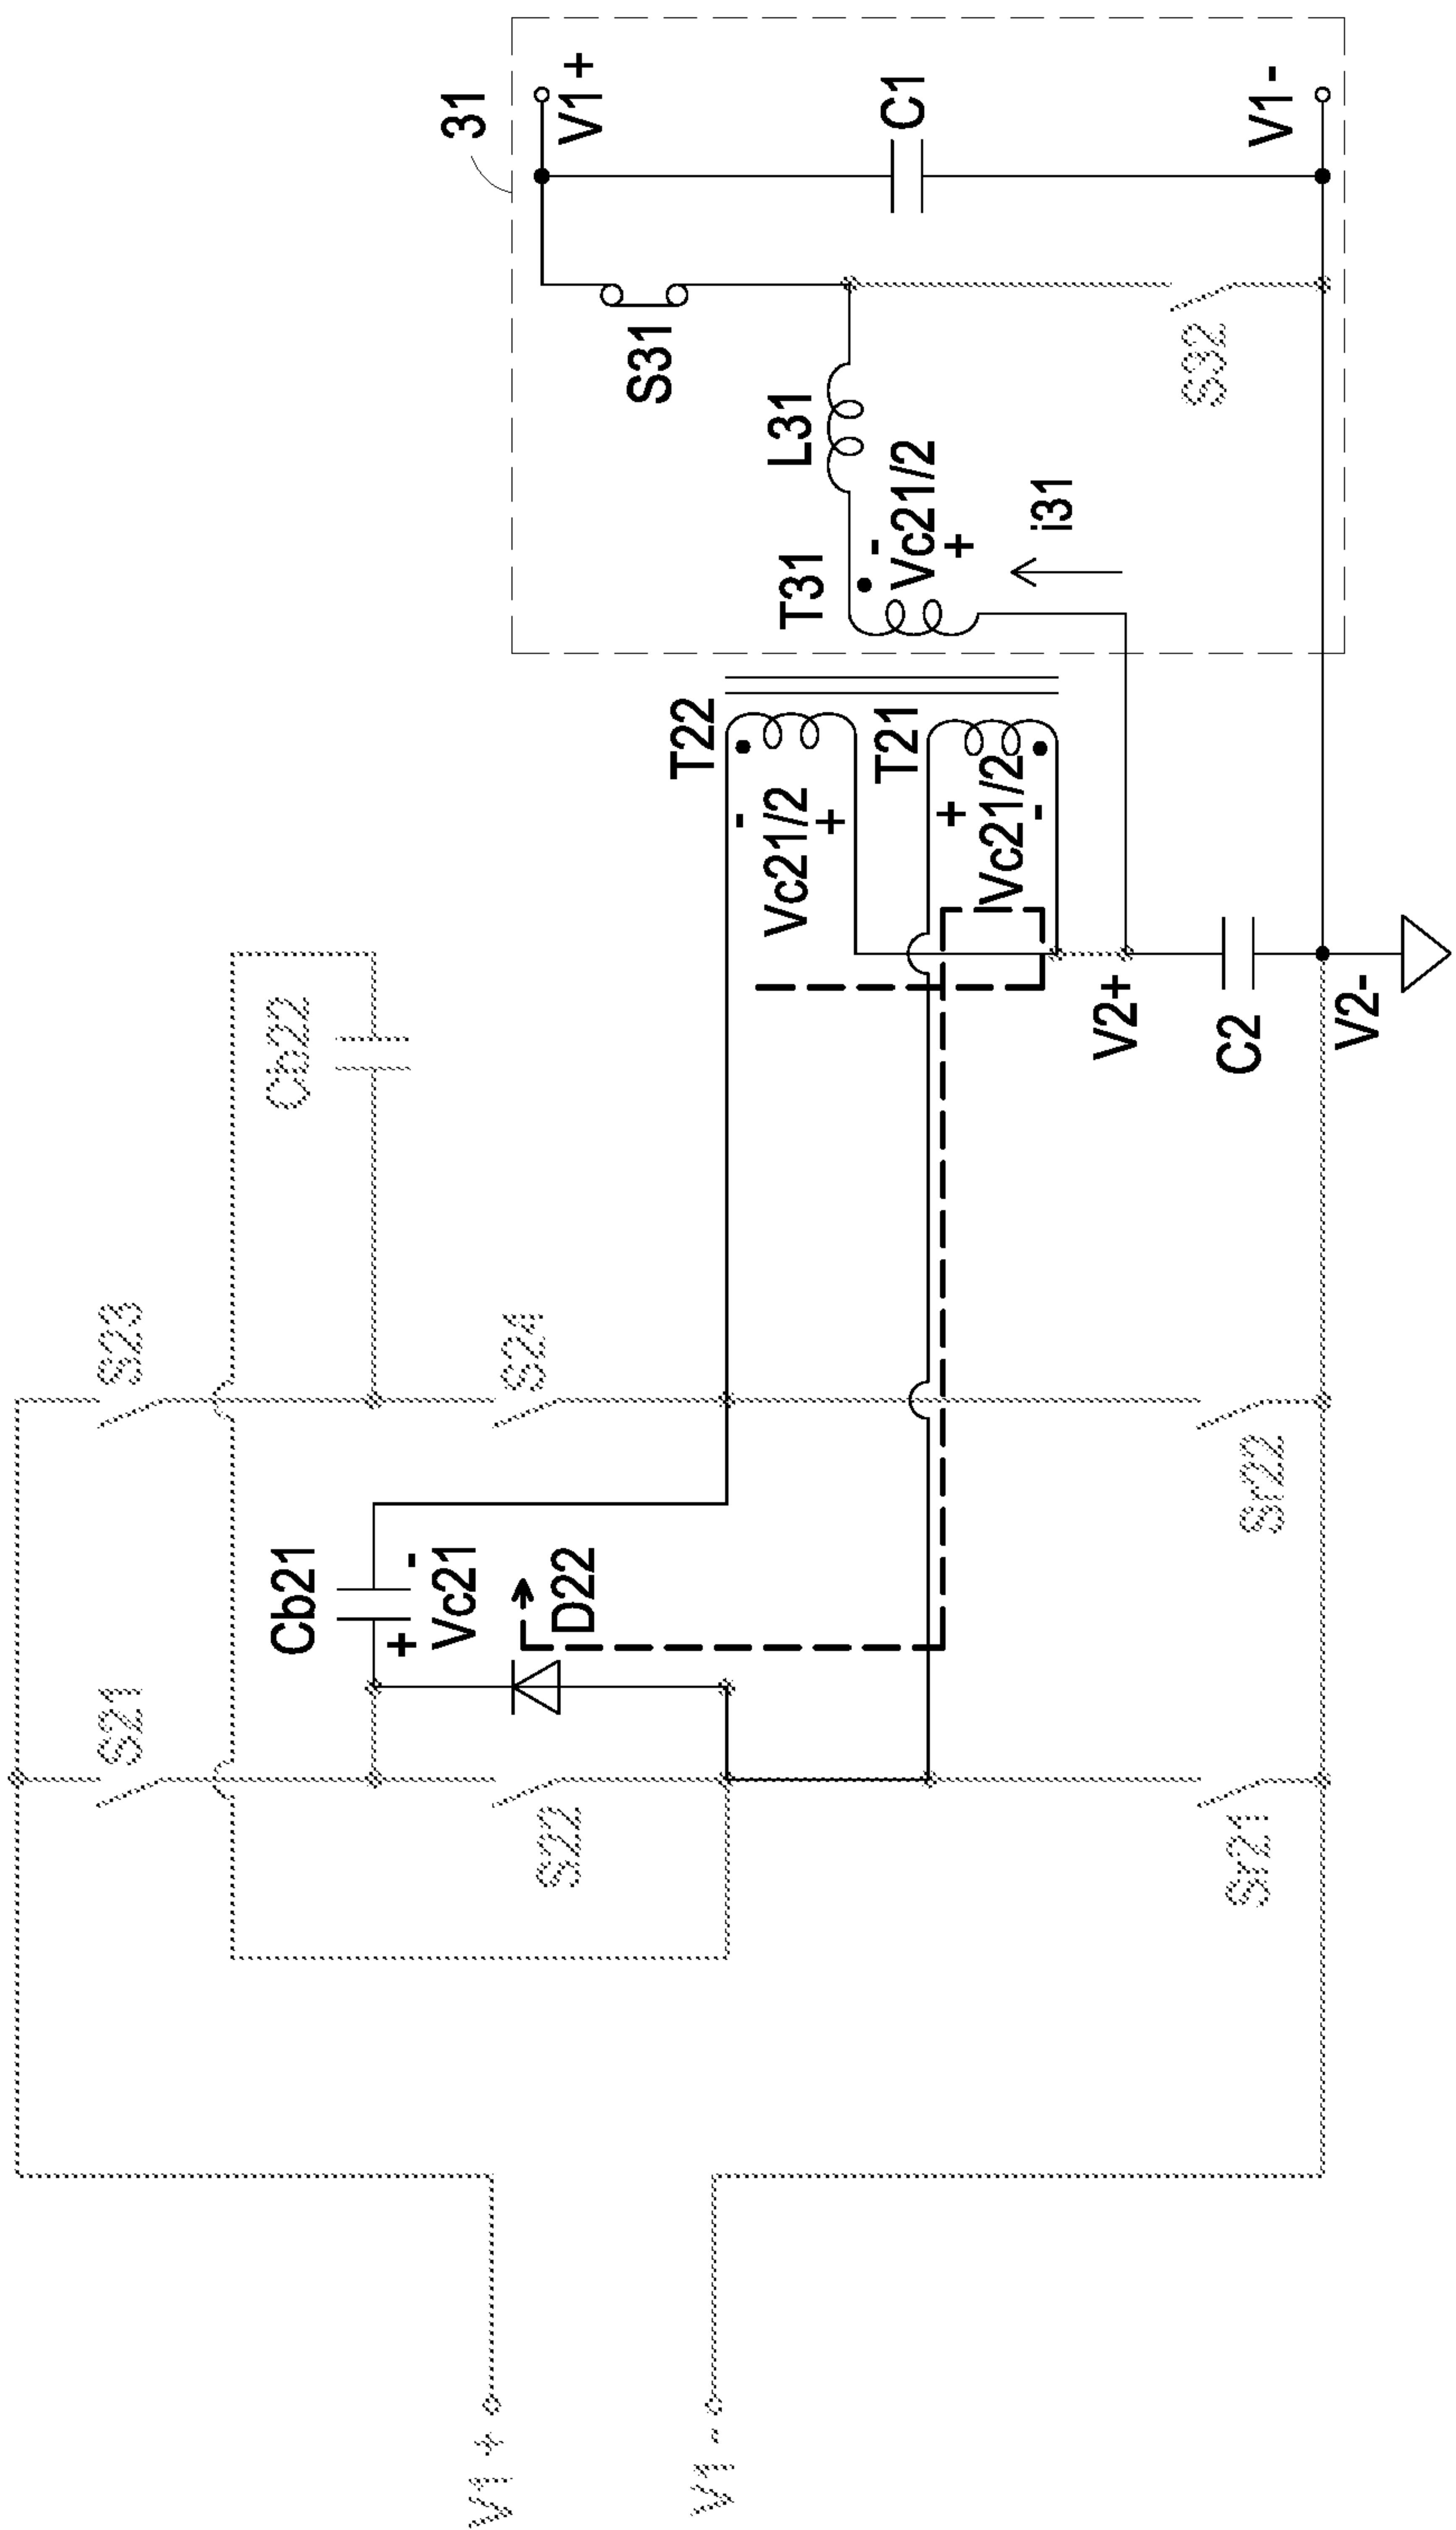 31
V1+
C1
V1-
S31
S32
L31
T31
-
Vc21/2
+
i31
T22
-
Vc21/2
+
T21
+
Vc21/2
-
V2+
C2
V2-
Cb22
S23
S24
Sr22
Cb21
+
Vc21
-
D22
S21
S22
Sr21
V1+
V1-